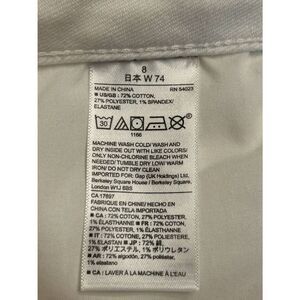 8
日本 W 74
MADE IN CHINA RN 54023
■ US/GB : 72% COTTON,
27% POLYESTER, 1% SPANDEX/
ELASTANE
30
1166
MACHINE WASH COLD/ WASH AND
DRY INSIDE OUT WITH LIKE COLORS/
ONLY NON-CHLORINE BLEACH WHEN
NEEDED/ TUMBLE DRY LOW/ WARM
IRON/ DO NOT DRY CLEAN
IMPORTED FOR: Gap (UK Holdings) Ltd.
Berkeley Square House / Berkeley Square,
London W1J 6BS
CA 17897
FABRIQUÉ EN CHINE/ HECHO EN
CHINA CON TELA IMPORTADA
■ CA : 72% COTON, 27% POLYESTER,
1% ÉLASTHANNE ■ FR : 72% COTON,
27% POLYESTER, 1% ÉLASTHANNE
■ IT : 72% COTONE, 27% POLIESTERE,
1% ELASTAN ■ JP : 72% 綿,
27% ポリエステル, 1% ポリウレタン
■ AR : 72% algodón, 27% poliéster,
1% elastano
■ CA : LAVER À LA MACHINE À L'EAU